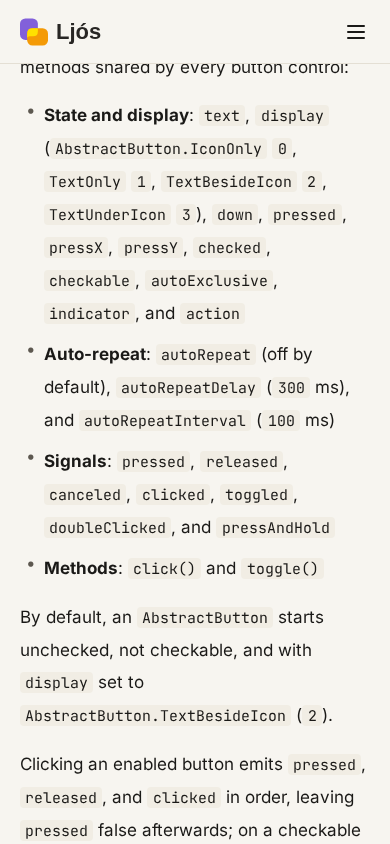 Ljós
methods shared by every button control:
• State and display: text, display
(AbstractButton.IconOnly 0,
TextOnly 1, TextBesideIcon 2,
TextUnderIcon 3), down, pressed,
pressX, pressY, checked,
checkable, autoExclusive,
indicator, and action
• Auto-repeat: autoRepeat (off by
default), autoRepeatDelay (300 ms),
and autoRepeatInterval (100 ms)
• Signals: pressed, released,
canceled, clicked, toggled,
doubleClicked, and pressAndHold
• Methods: click() and toggle()
By default, an AbstractButton starts
unchecked, not checkable, and with
display set to
AbstractButton.TextBesideIcon (2).
Clicking an enabled button emits pressed,
released, and clicked in order, leaving
pressed false afterwards; on a checkable